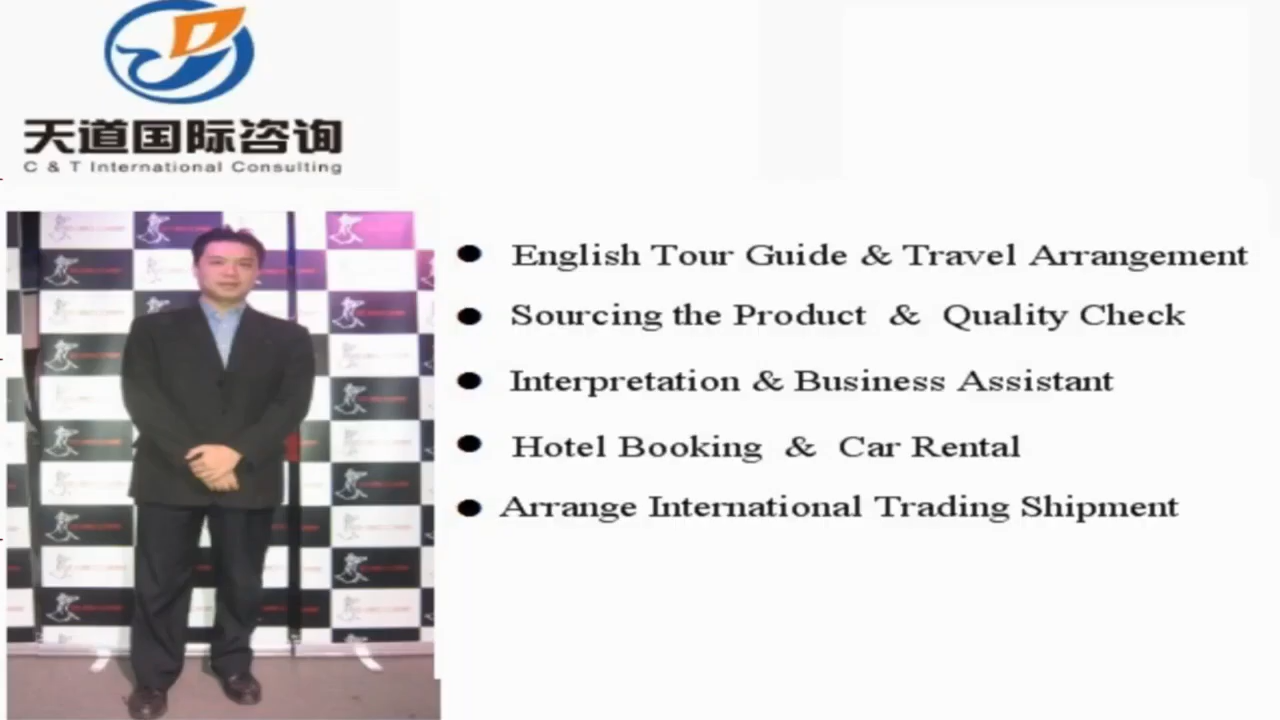 天道国际咨询
C & T International Consulting
● English Tour Guide & Travel Arrangement
● Sourcing the Product & Quality Check
● Interpretation & Business Assistant
● Hotel Booking & Car Rental
● Arrange International Trading Shipment